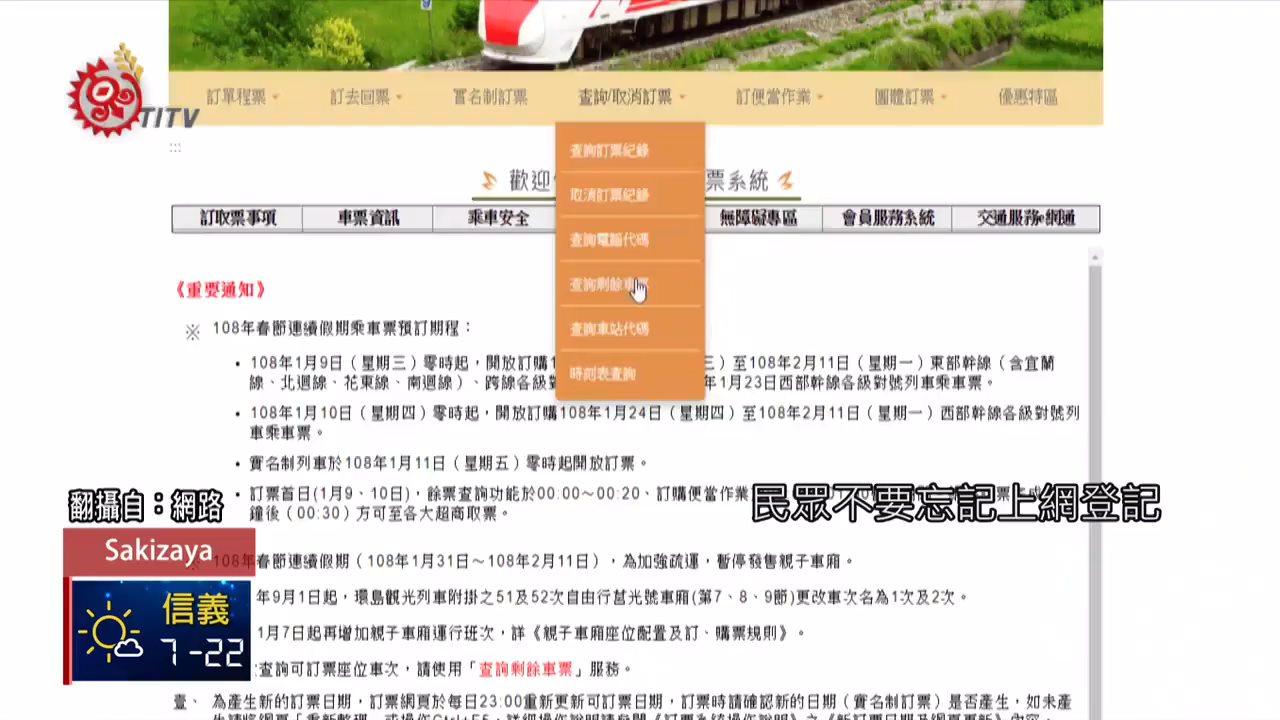 TITV
訂單程票
訂去回票
實名制訂票
查詢/取消訂票
訂便當作業
團體訂票
優惠特區
查詢訂票紀錄
取消訂票紀錄
查詢電腦代碼
查詢剩餘車票
查詢車站代碼
時刻表查詢
歡迎
票系統
訂取票事項
車票資訊
乘車安全
無障礙專區
會員服務系統
交通服務e網通
《重要通知》
※ 108年春節連續假期乘車票預訂期程：
• 108年1月9日（星期三）零時起，開放訂購1 三）至108年2月11日（星期一）東部幹線（含宜蘭
線、北迴線、花東線、南迴線）、跨線各級對 年1月23日西部幹線各級對號列車乘車票。
• 108年1月10日（星期四）零時起，開放訂購108年1月24日（星期四）至108年2月11日（星期一）西部幹線各級對號列
車乘車票。
• 實名制列車於108年1月11日（星期五）零時起開放訂票。
• 訂票首日(1月9、10日)，餘票查詢功能於00:00～00:20、訂購便當作業
鐘後（00:30）方可至各大超商取票。
民眾不要忘記上網登記
翻攝自：網路
Sakizaya
108年春節連續假期（108年1月31日～108年2月11日），為加強疏運，暫停發售親子車廂。
年9月1日起，環島觀光列車附掛之51及52次自由行莒光號車廂(第7、8、9節)更改車次名為1次及2次。
1月7日起再增加親子車廂運行班次，詳《親子車廂座位配置及訂、購票規則》。
查詢可訂票座位車次，請使用「查詢剩餘車票」服務。
信義
7-22
壹、 為產生新的訂票日期，訂票網頁於每日23:00重新更新可訂票日期，訂票時請確認新的日期（實名制訂票）是否產生，如未產